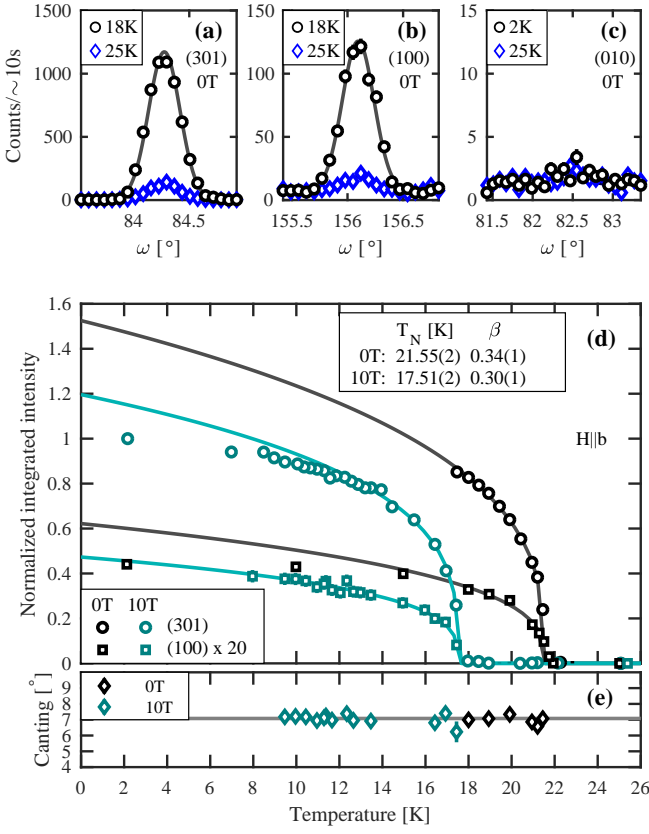 (a)
18K
25K
(301)
0T
Counts/~10s
1500
1000
500
0
84
84.5
ω [°]
(b)
18K
25K
(100)
0T
150
100
50
0
155.5
156
156.5
ω [°]
(c)
2K
25K
(010)
0T
15
10
5
0
81.5
82
82.5
83
ω [°]
(d)
T_N [K] β
0T: 21.55(2) 0.34(1)
10T: 17.51(2) 0.30(1)
H||b
Normalized integrated intensity
1.6
1.4
1.2
1
0.8
0.6
0.4
0.2
0
0T 10T
(301)
(100) x 20
(e)
0T
10T
Canting [°]
9
8
7
6
5
4
0 2 4 6 8 10 12 14 16 18 20 22 24 26
Temperature [K]